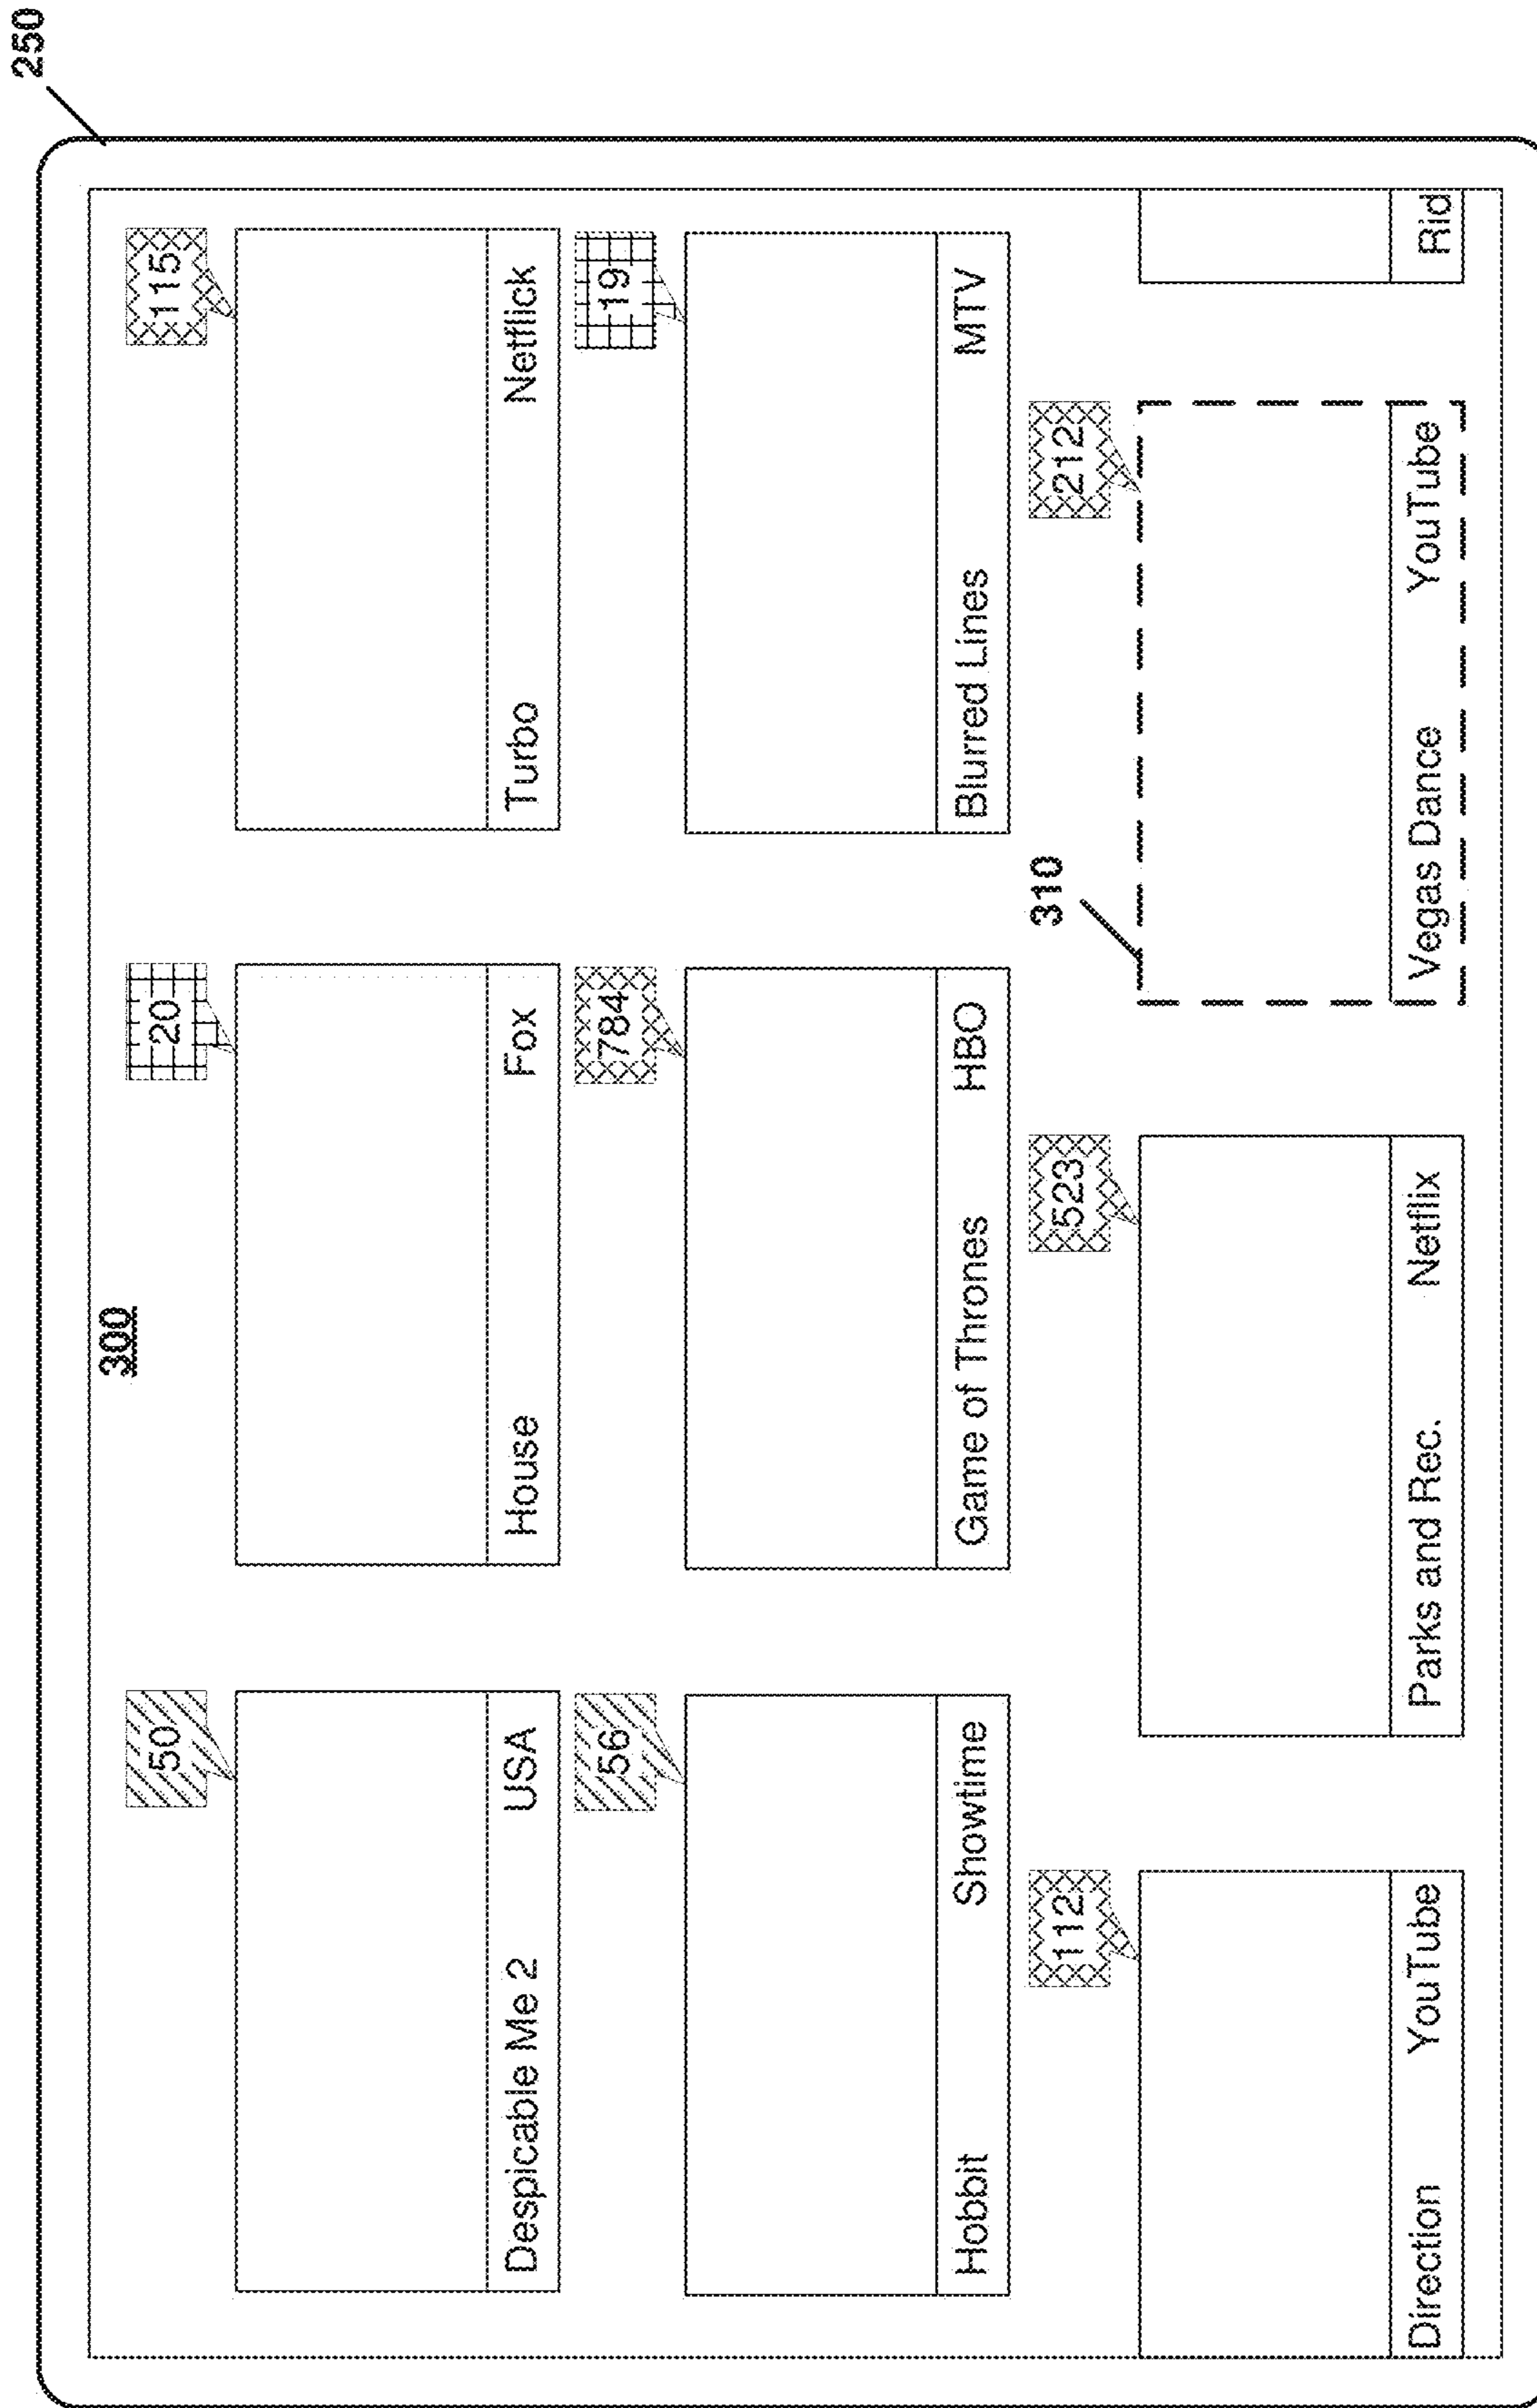 250
300
50
20
115
Despicable Me 2 USA
House Fox
Turbo Netflick
56
784
19
Hobbit Showtime
Game of Thrones HBO
Blurred Lines MTV
310
112
523
212
Direction YouTube
Parks and Rec. Netflix
Vegas Dance YouTube
Rid